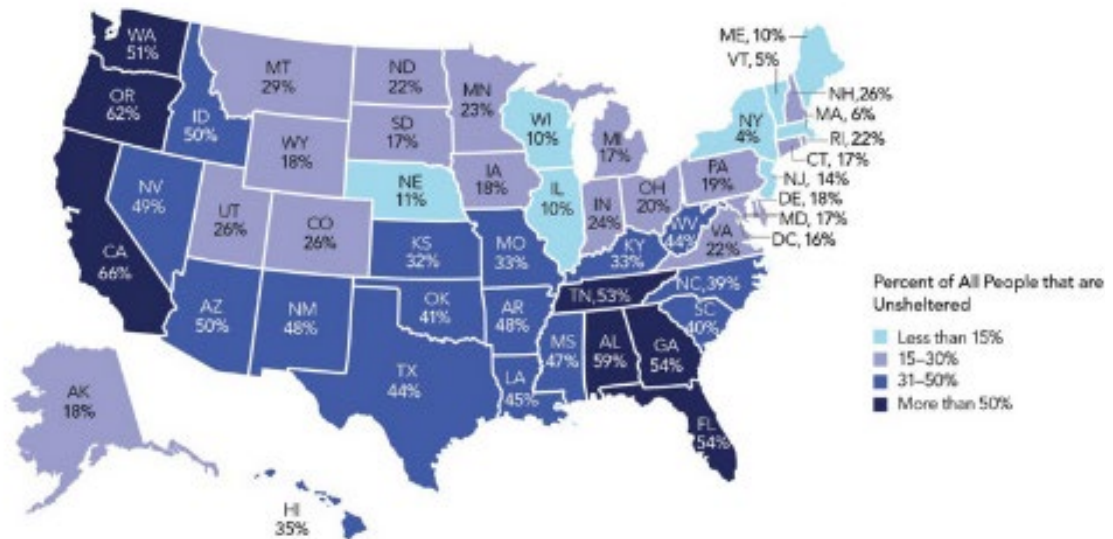 WA
51%
OR
62%
CA
66%
ID
50%
NV
49%
MT
29%
WY
18%
UT
26%
CO
26%
AZ
50%
NM
48%
ND
22%
SD
17%
NE
11%
KS
32%
OK
41%
TX
44%
MN
23%
IA
18%
MO
33%
AR
48%
LA
45%
WI
10%
IL
10%
MI
17%
IN
24%
OH
20%
KY
33%
TN, 53%
MS
47%
AL
59%
GA
54%
FL
54%
SC
40%
NC, 39%
VA
22%
WV
44%
PA
19%
NY
4%
ME, 10%
VT, 5%
NH, 26%
MA, 6%
RI, 22%
CT, 17%
NJ, 14%
DE, 18%
MD, 17%
DC, 16%
AK
18%
HI
35%
Percent of All People that are
Unsheltered
Less than 15%
15–30%
31–50%
More than 50%